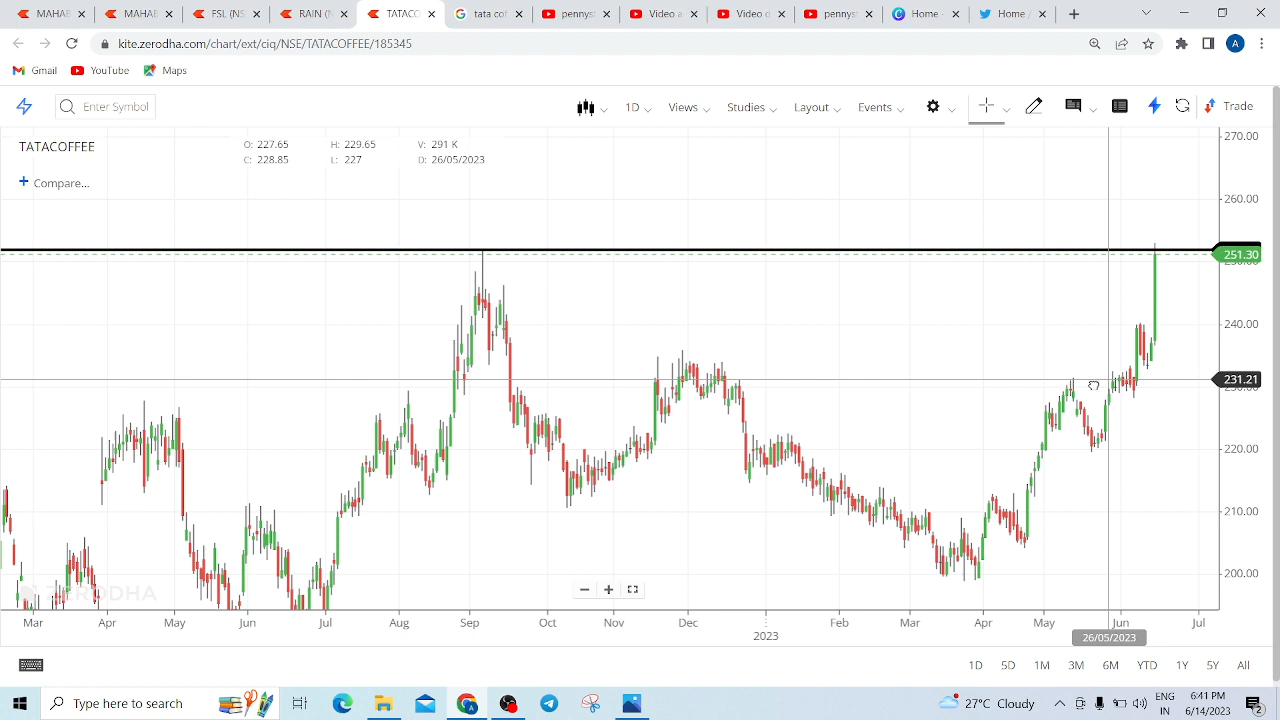 MAHAB
MAHAB
FSL (NS
RAIN (N
TATACO
tata cof
pennyst
Video a
Video d
pennyst
Home -
Home /
kite.zerodha.com/chart/ext/ciq/NSE/TATACOFFEE/185345
A
Gmail YouTube Maps
Enter Symbol 1D Views Studies Layout Events Trade
TATACOFFEE
O: 227.65 H: 229.65 V: 291 K
C: 228.85 L: 227 D: 26/05/2023
+ Compare...
270.00
260.00
251.30
240.00
231.21
220.00
210.00
200.00
ZERODHA
Mar Apr May Jun Jul Aug Sep Oct Nov Dec 2023 Feb Mar Apr May Jun Jul
26/05/2023
1D 5D 1M 3M 6M YTD 1Y 5Y All
Type here to search
27°C Cloudy
ENG
IN
6:41 PM
6/14/2023
2